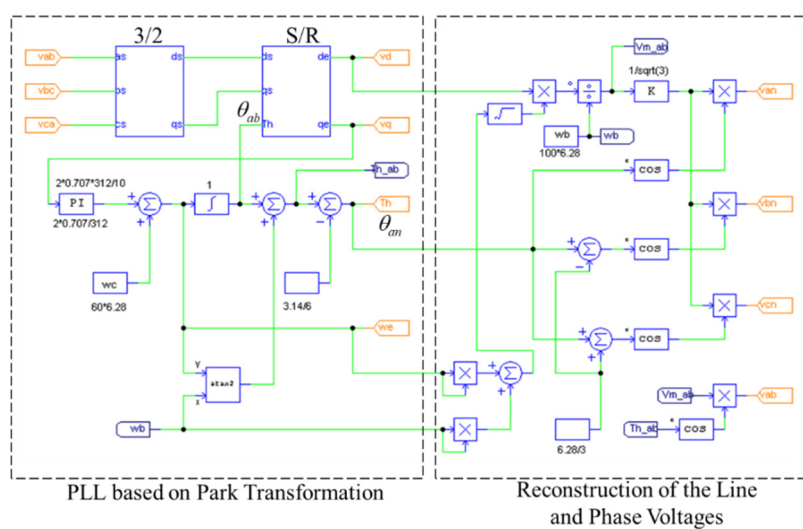 3/2
S/R
vab
as
ds
ds
de
vd
vbc
bs
qs
θab
vca
cs
qs
Th
qe
vq
2*0.707*312/10
PI
2*0.707/312
1
∫
Th_ab
Th
θan
wc
60*6.28
3.14/6
we
Y
atan2
x
wb
Vm_ab
1/sqrt(3)
K
van
wb
wb
100*6.28
cos
vbn
cos
vcn
cos
Vm_ab
vab
Th_ab
cos
6.28/3
PLL based on Park Transformation
Reconstruction of the Line
and Phase Voltages